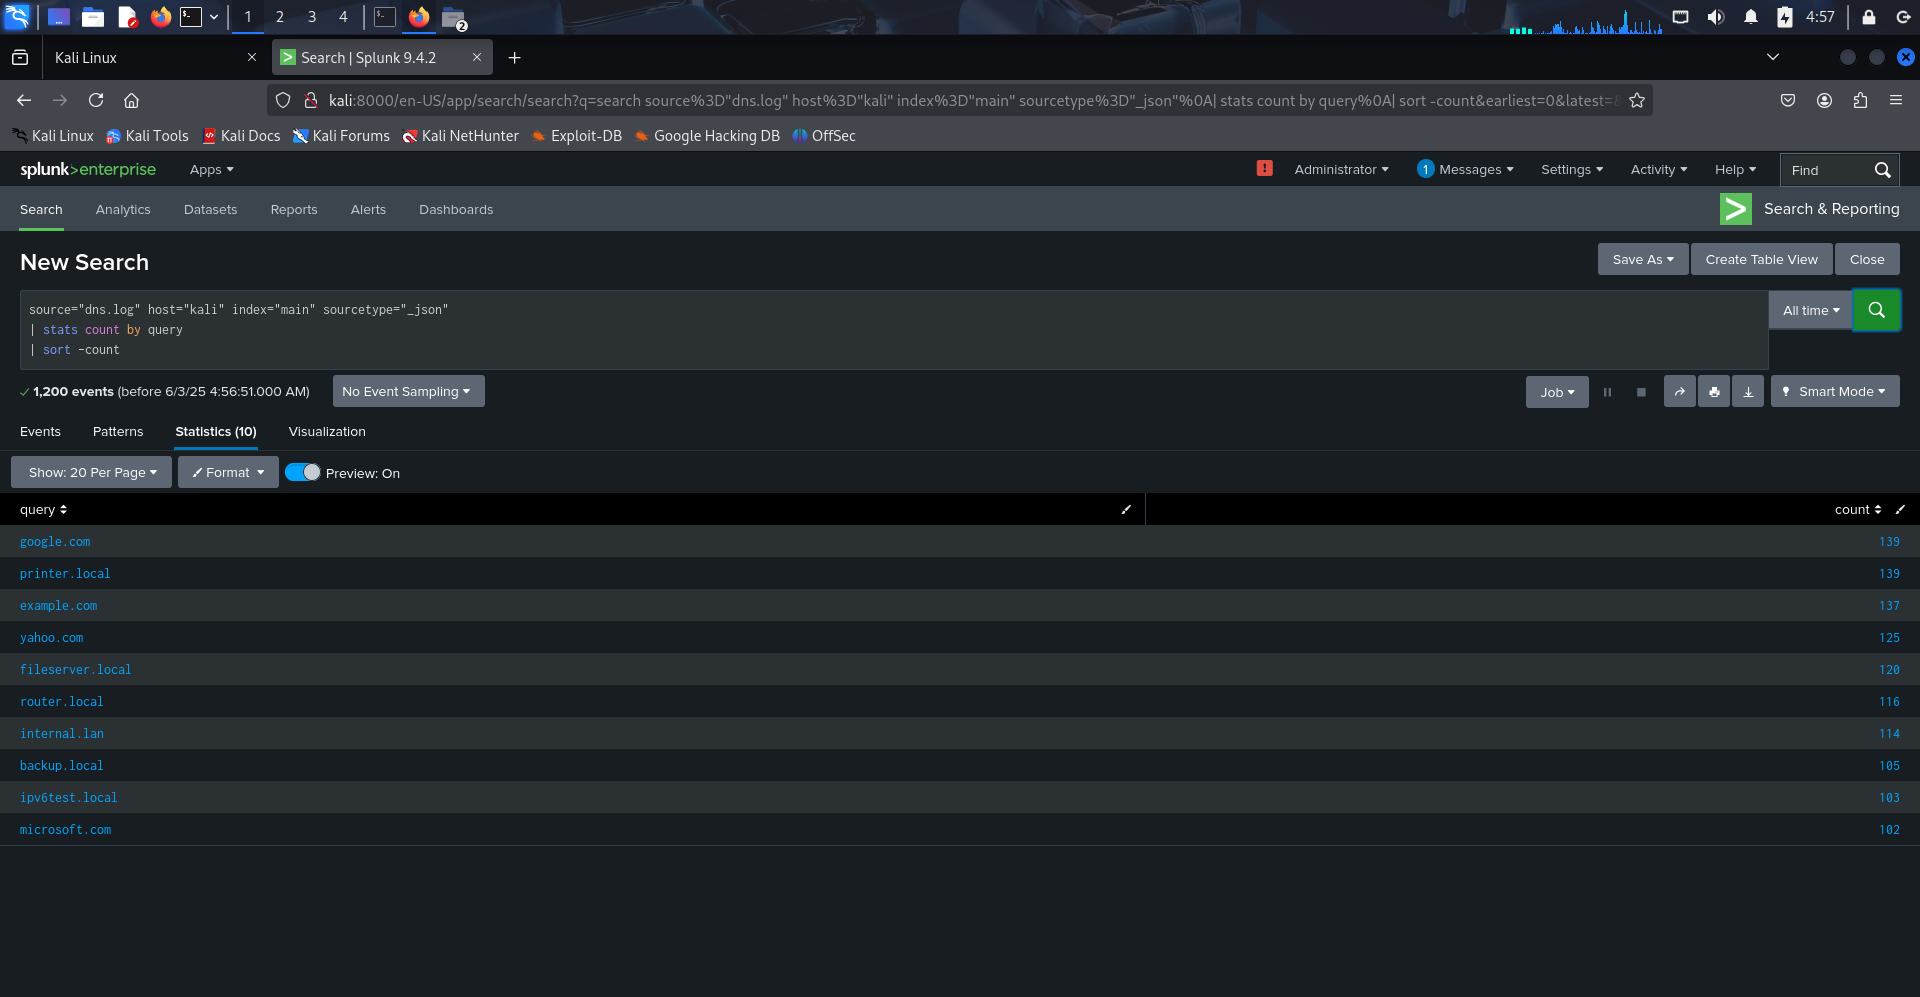 1 2 3 4 2 4:57
Kali Linux Search | Splunk 9.4.2
kali:8000/en-US/app/search/search?q=search source%3D"dns.log" host%3D"kali" index%3D"main" sourcetype%3D"_json"%0A| stats count by query%0A| sort -count&earliest=0&latest=&
Kali Linux Kali Tools Kali Docs Kali Forums Kali NetHunter Exploit-DB Google Hacking DB OffSec
splunk>enterprise Apps Administrator 1 Messages Settings Activity Help Find
Search Analytics Datasets Reports Alerts Dashboards Search & Reporting
New Search Save As Create Table View Close
source="dns.log" host="kali" index="main" sourcetype="_json" All time
| stats count by query
| sort -count
1,200 events (before 6/3/25 4:56:51.000 AM) No Event Sampling Job Smart Mode
Events Patterns Statistics (10) Visualization
Show: 20 Per Page Format Preview: On
query count
google.com 139
printer.local 139
example.com 137
yahoo.com 125
fileserver.local 120
router.local 116
internal.lan 114
backup.local 105
ipv6test.local 103
microsoft.com 102